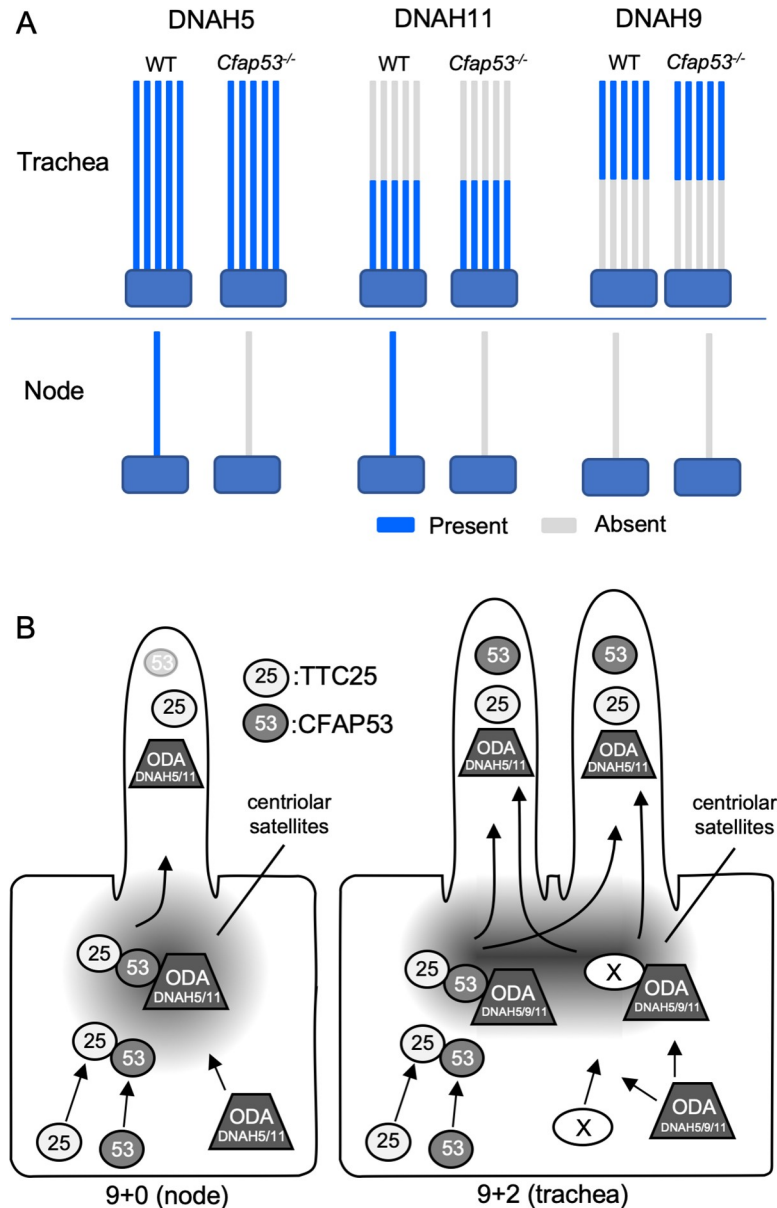 A
DNAH5 DNAH11 DNAH9
WT Cfap53-/- WT Cfap53-/- WT Cfap53-/-
Trachea
Node
Present Absent
B
53
25 :TTC25
25
53 :CFAP53
ODA
DNAH5/11
centriolar
satellites
25
53
ODA
DNAH5/11
25
53
25
53
ODA
DNAH5/11
9+0 (node)
53 53
25 25
ODA ODA
DNAH5/11 DNAH5/11
centriolar
satellites
25
53
ODA
DNAH5/9/11
X
ODA
DNAH5/9/11
25
53
25
53
X
ODA
DNAH5/9/11
9+2 (trachea)